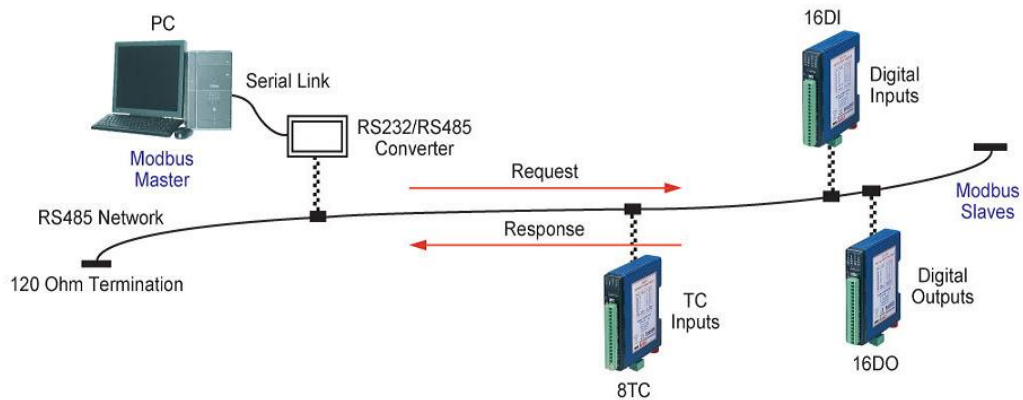 PC
16DI
Serial Link
Digital
Inputs
RS232/RS485
Converter
Modbus
Master
Request
Modbus
Slaves
RS485 Network
Response
120 Ohm Termination
TC
Inputs
Digital
Outputs
8TC
16DO